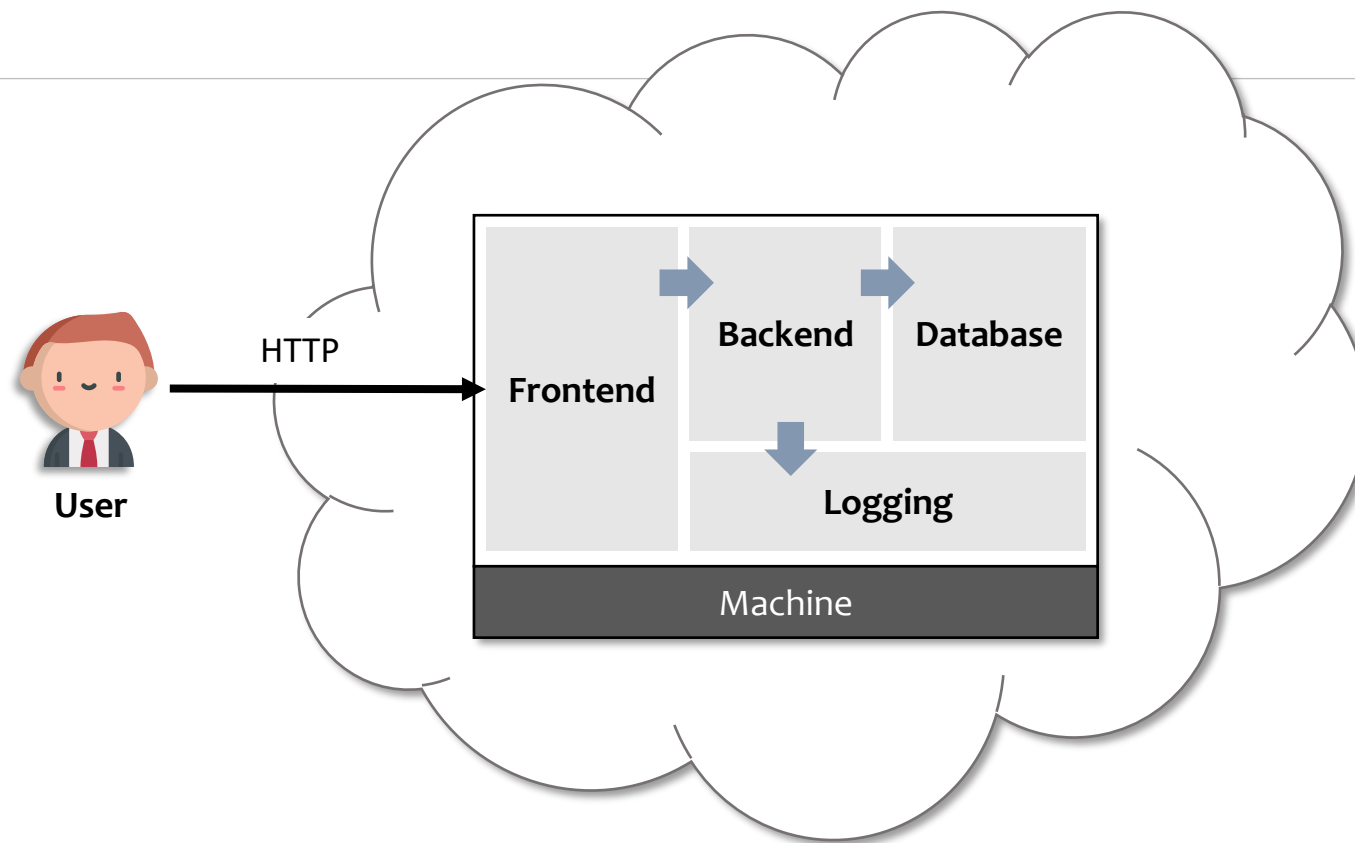 HTTP
User
Frontend
Backend
Database
Logging
Machine